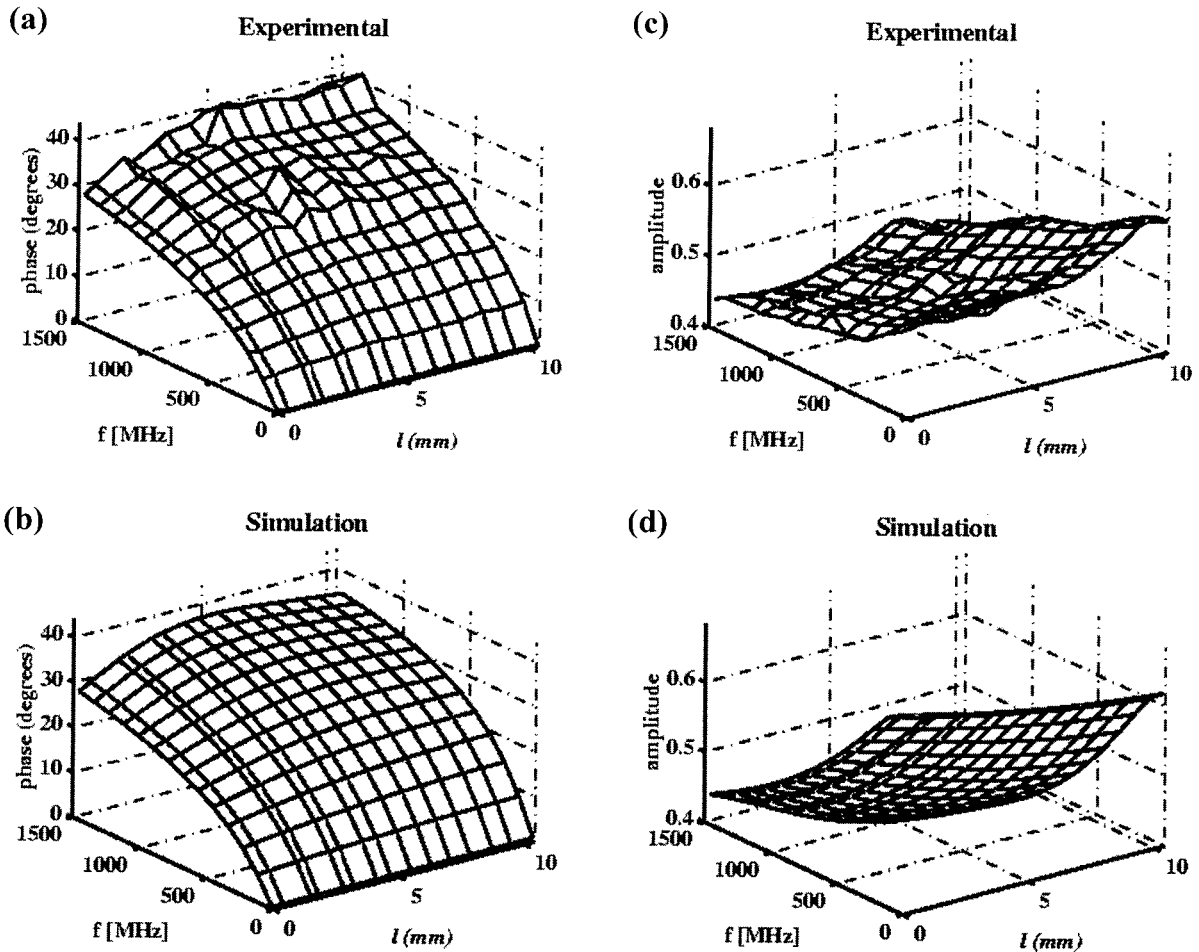 (a)
Experimental
phase (degrees)
40
30
20
10
0
1500
1000
500
0
f [MHz]
0
5
10
l (mm)
(c)
Experimental
amplitude
0.6
0.5
0.4
1500
1000
500
0
f [MHz]
0
5
10
l (mm)
(b)
Simulation
phase (degrees)
40
30
20
10
0
1500
1000
500
0
f [MHz]
0
5
10
l (mm)
(d)
Simulation
amplitude
0.6
0.5
0.4
1500
1000
500
0
f [MHz]
0
5
10
l (mm)